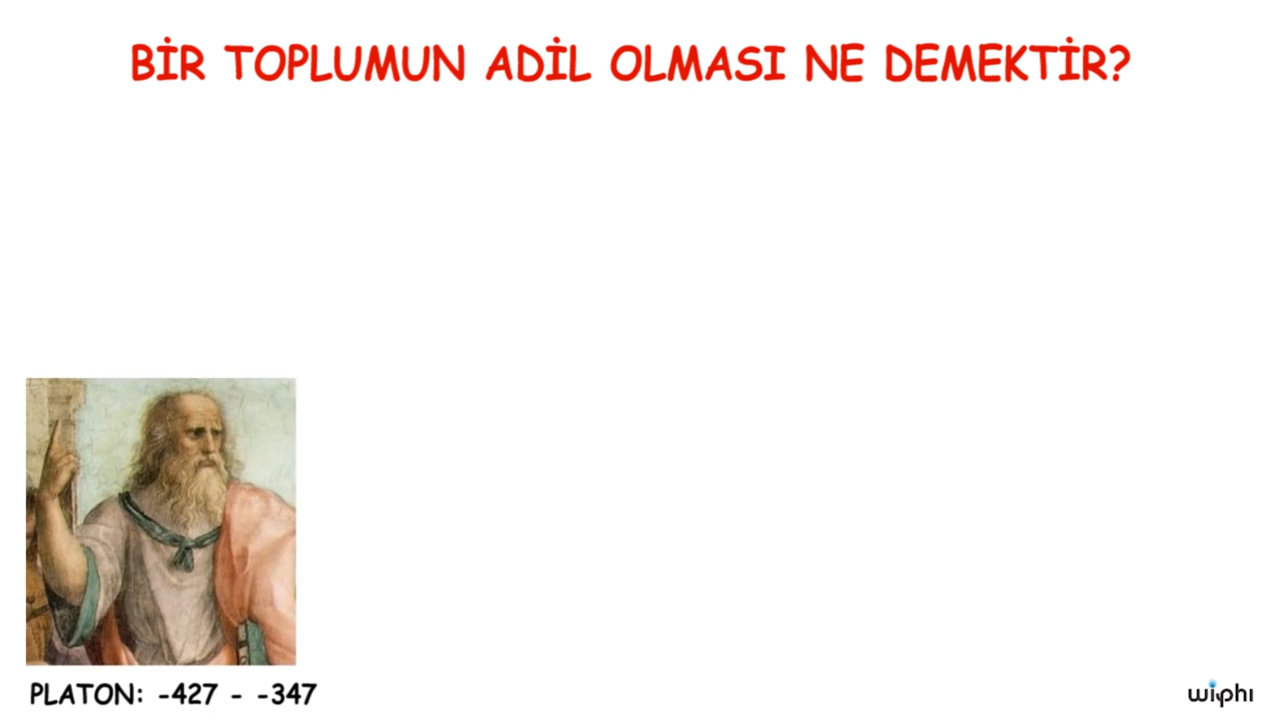 BİR TOPLUMUN ADİL OLMASI NE DEMEKTİR?
PLATON: -427 - -347
wiphi